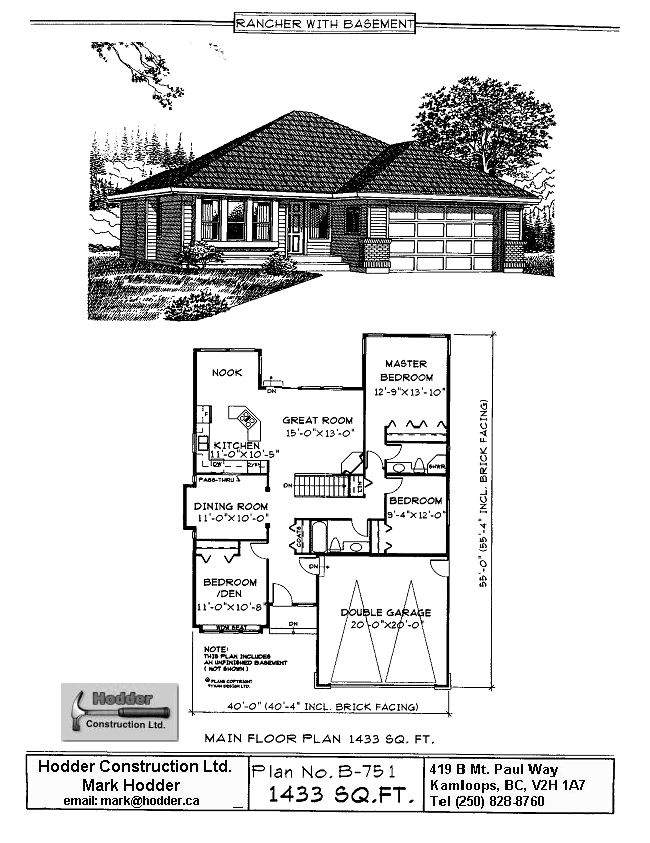 RANCHER WITH BASEMENT
NOOK
DN
MASTER
BEDROOM
12'-9"X13'-10"
GREAT ROOM
15'-0"X13'-0"
F
KITCHEN
11'-0"X10'-5"
DW
SHWR
PASS-THRU
DN
LIN
DINING ROOM
11'-0"X10'-0"
BEDROOM
9'-4"X12'-0"
COATS
DN
BEDROOM
/DEN
11'-0"X10'-8"
WDW SEAT
DN
DOUBLE GARAGE
20'-0"X20'-0"
55'-0" (55'-4" INCL. BRICK FACING)
NOTE:
THIS PLAN INCLUDES
AN UNFINISHED BASEMENT
( NOT SHOWN )
© PLANS COPYRIGHT
DESIGN LTD.
40'-0" (40'-4" INCL. BRICK FACING)
Hodder
Construction Ltd.
MAIN FLOOR PLAN 1433 SQ. FT.
Hodder Construction Ltd.
Mark Hodder
email: mark@hodder.ca
Plan No. B-751
1433 SQ.FT.
419 B Mt. Paul Way
Kamloops, BC, V2H 1A7
Tel (250) 828-8760